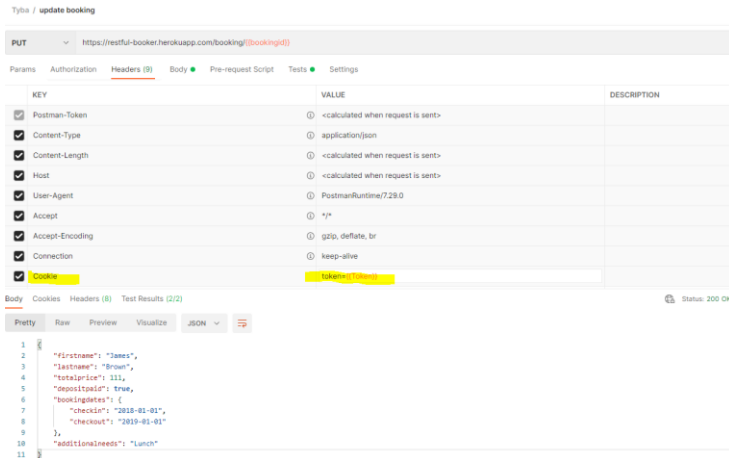 Tyba / update booking
PUT https://restful-booker.herokuapp.com/booking/{{bookingid}}
Params Authorization Headers (9) Body Pre-request Script Tests Settings
KEY VALUE DESCRIPTION
Postman-Token <calculated when request is sent>
Content-Type application/json
Content-Length <calculated when request is sent>
Host <calculated when request is sent>
User-Agent PostmanRuntime/7.29.0
Accept */*
Accept-Encoding gzip, deflate, br
Connection keep-alive
Cookie token={{Token}}
Body Cookies Headers (8) Test Results (2/2) Status: 200 OK
Pretty Raw Preview Visualize JSON
1 {
2 "firstname": "James",
3 "lastname": "Brown",
4 "totalprice": 111,
5 "depositpaid": true,
6 "bookingdates": {
7 "checkin": "2018-01-01",
8 "checkout": "2019-01-01"
9 },
10 "additionalneeds": "Lunch"
11 }